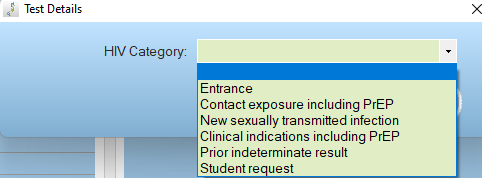 Test Details
HIV Category:
Entrance
Contact exposure including PrEP
New sexually transmitted infection
Clinical indications including PrEP
Prior indeterminate result
Student request